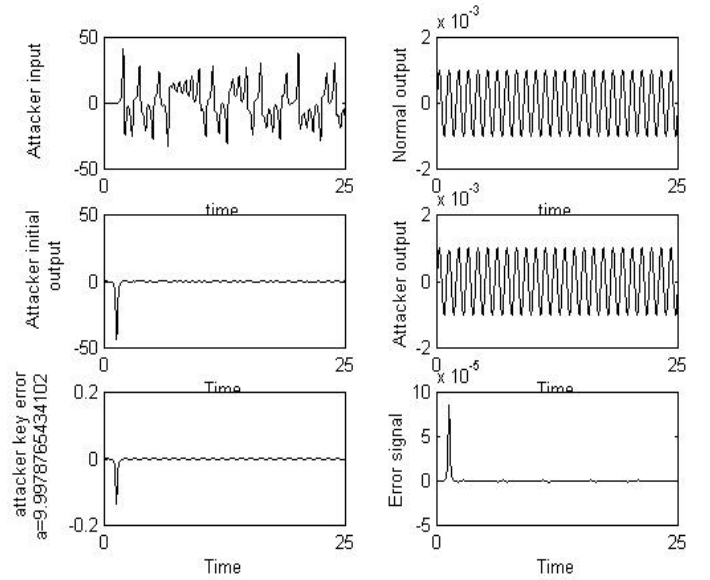 50
0
-50
Attacker input
0
25
time
x 10-3
2
0
-2
Normal output
0
25
time
50
0
-50
Attacker initial
output
0
25
Time
x 10-3
2
0
-2
Attacker output
0
25
Time
0.2
0
-0.2
attacker key error
a=9.9978765434102
0
25
Time
x 10-5
10
5
0
-5
Error signal
0
25
Time